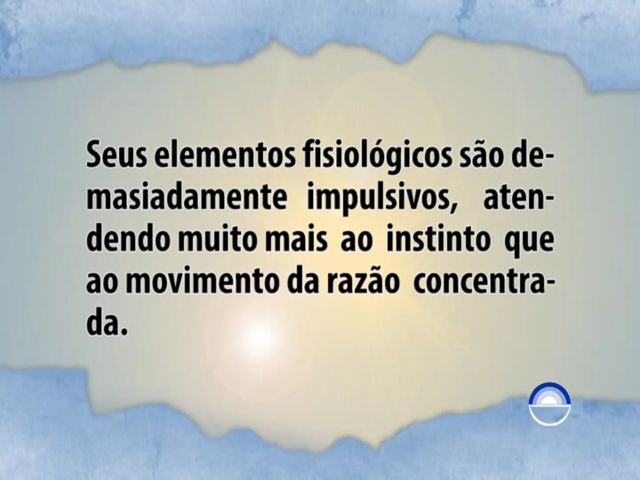 Seus elementos fisiológicos são de-
masiadamente impulsivos, aten-
dendo muito mais ao instinto que
ao movimento da razão concentra-
da.